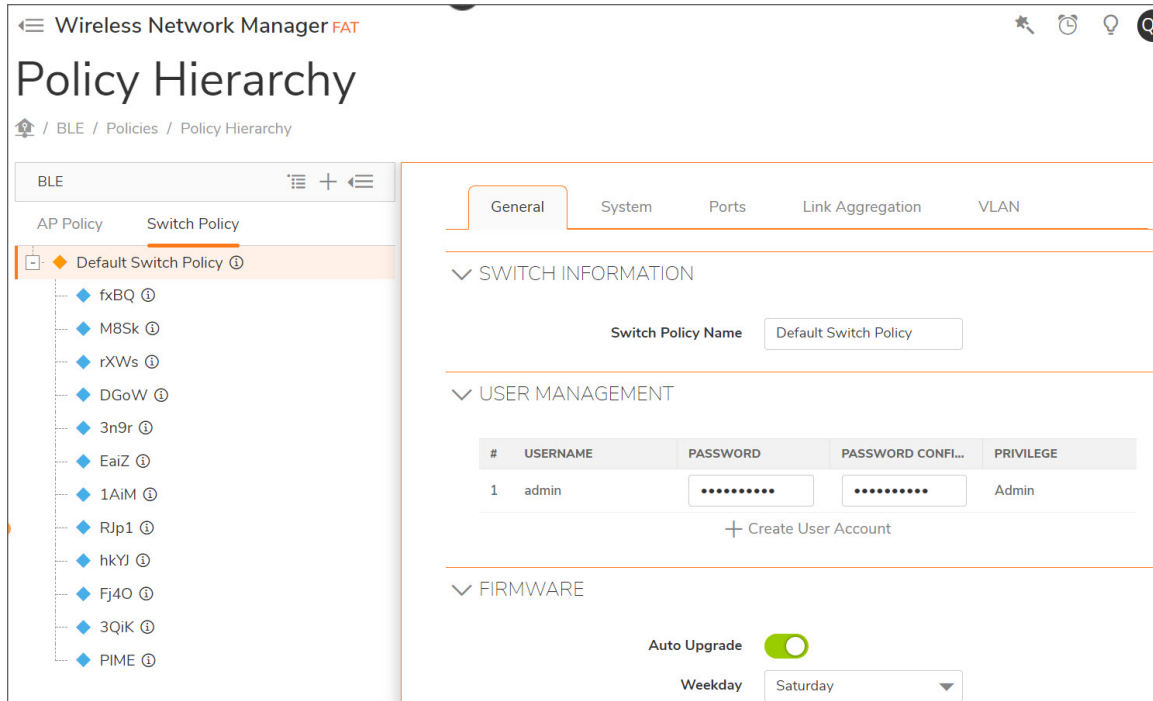 Wireless Network Manager FAT
Policy Hierarchy
/ BLE / Policies / Policy Hierarchy
BLE
AP Policy Switch Policy
Default Switch Policy
fxBQ
M8Sk
rXWs
DGoW
3n9r
EaiZ
1AiM
RJp1
hkYJ
Fj4O
3QiK
General System Ports Link Aggregation VLAN
SWITCH INFORMATION
Switch Policy Name Default Switch Policy
USER MANAGEMENT
# USERNAME PASSWORD PASSWORD CONFI... PRIVILEGE
1 admin •••••••••• •••••••••• Admin
+ Create User Account
FIRMWARE
Auto Upgrade
Weekday Saturday